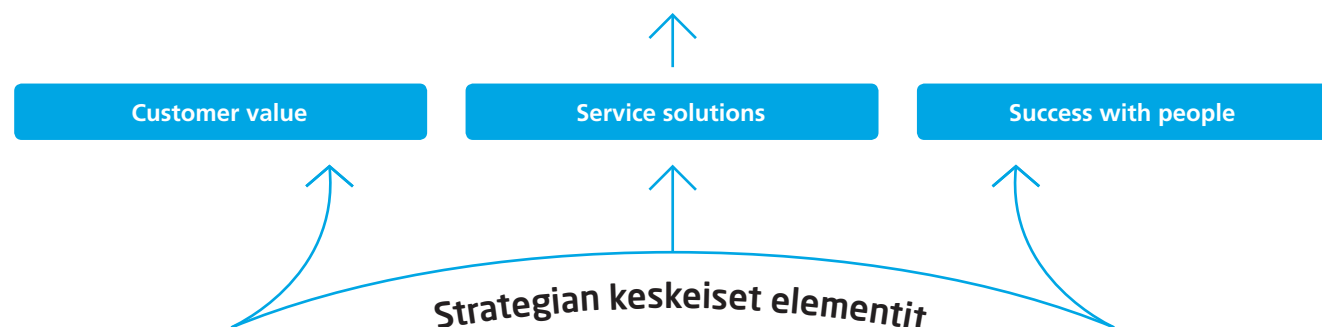 Customer value
Service solutions
Success with people
Strategian keskeiset elementit